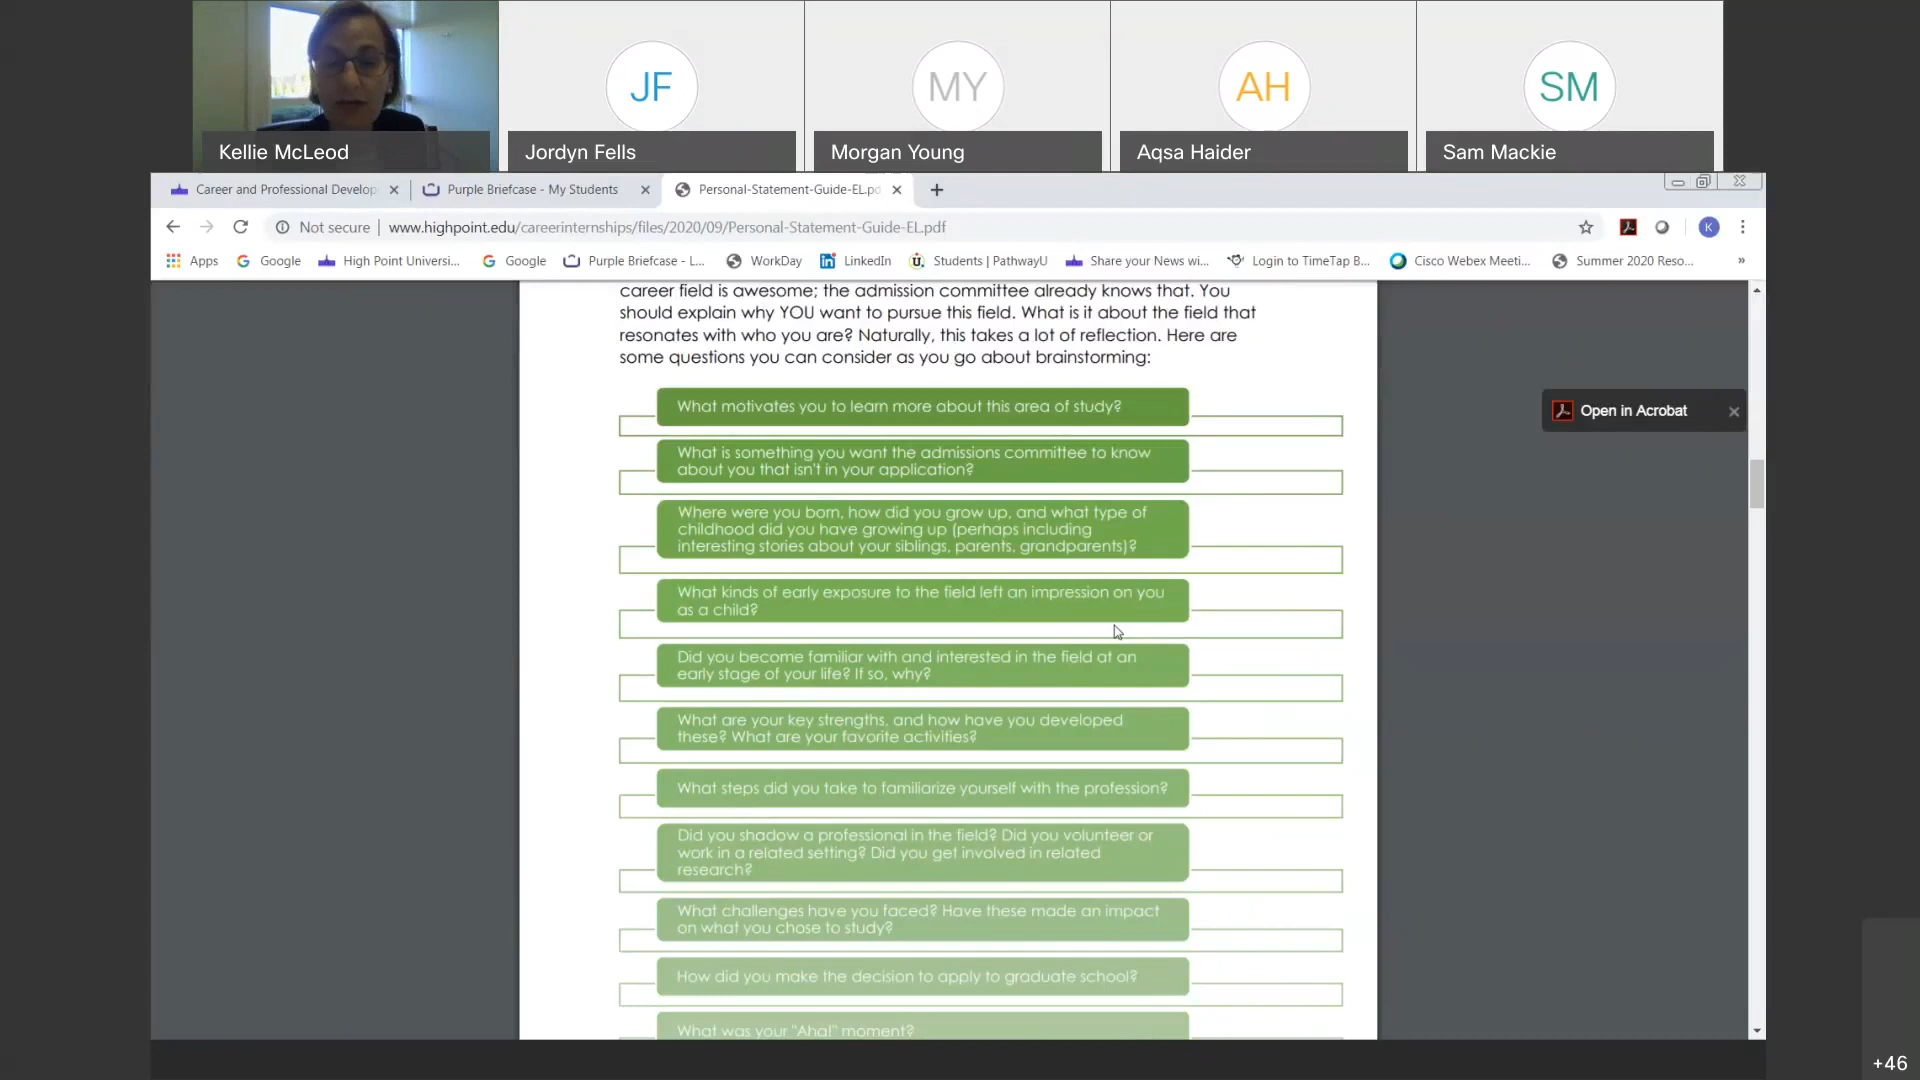 JF
MY
AH
SM
Kellie McLeod
Jordyn Fells
Morgan Young
Aqsa Haider
Sam Mackie
Career and Professional Develop
Purple Briefcase - My Students
Personal-Statement-Guide-EL.pd
Not secure
www.highpoint.edu/careerinternships/files/2020/09/Personal-Statement-Guide-EL.pdf
K
Apps
Google
High Point Universi...
Google
Purple Briefcase - L...
WorkDay
LinkedIn
Students | PathwayU
Share your News wi...
Login to TimeTap B...
Cisco Webex Meeti...
Summer 2020 Reso...
»
career field is awesome; the admission committee already knows that. You
should explain why YOU want to pursue this field. What is it about the field that
resonates with who you are? Naturally, this takes a lot of reflection. Here are
some questions you can consider as you go about brainstorming:
Open in Acrobat
What motivates you to learn more about this area of study?
What is something you want the admissions committee to know
about you that isn't in your application?
Where were you born, how did you grow up, and what type of
childhood did you have growing up (perhaps including
interesting stories about your siblings, parents, grandparents)?
What kinds of early exposure to the field left an impression on you
as a child?
Did you become familiar with and interested in the field at an
early stage of your life? If so, why?
What are your key strengths, and how have you developed
these? What are your favorite activities?
What steps did you take to familiarize yourself with the profession?
Did you shadow a professional in the field? Did you volunteer or
work in a related setting? Did you get involved in related
research?
What challenges have you faced? Have these made an impact
on what you chose to study?
How did you make the decision to apply to graduate school?
What was your "Aha!" moment?
+46